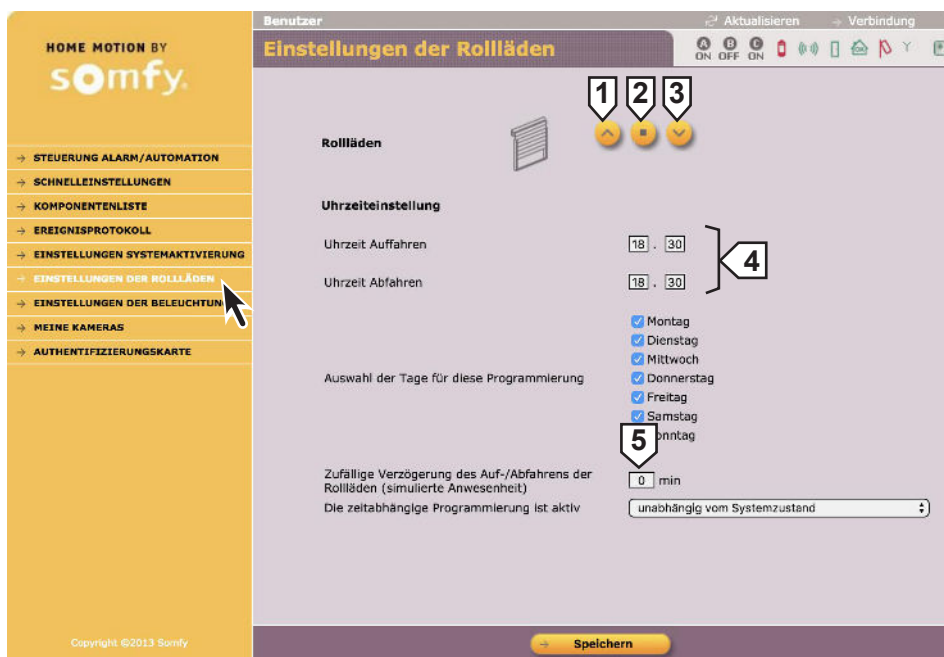 Benutzer
Aktualisieren
Verbindung
HOME MOTION BY
somfy.
Einstellungen der Rollläden
A B C
ON OFF ON
1 2 3
Rollläden
STEUERUNG ALARM/AUTOMATION
SCHNELLEINSTELLUNGEN
KOMPONENTENLISTE
EREIGNISPROTOKOLL
EINSTELLUNGEN SYSTEMAKTIVIERUNG
EINSTELLUNGEN DER ROLLLÄDEN
EINSTELLUNGEN DER BELEUCHTUN
MEINE KAMERAS
AUTHENTIFIZIERUNGSKARTE
Uhrzeiteinstellung
Uhrzeit Auffahren 18 . 30
4
Uhrzeit Abfahren 18 . 30
Auswahl der Tage für diese Programmierung
Montag
Dienstag
Mittwoch
Donnerstag
Freitag
Samstag
onntag
5
Zufällige Verzögerung des Auf-/Abfahrens der
Rollläden (simulierte Anwesenheit)
0 min
Die zeitabhängige Programmierung ist aktiv
unabhängig vom Systemzustand
Copyright ©2013 Somfy
Speichern